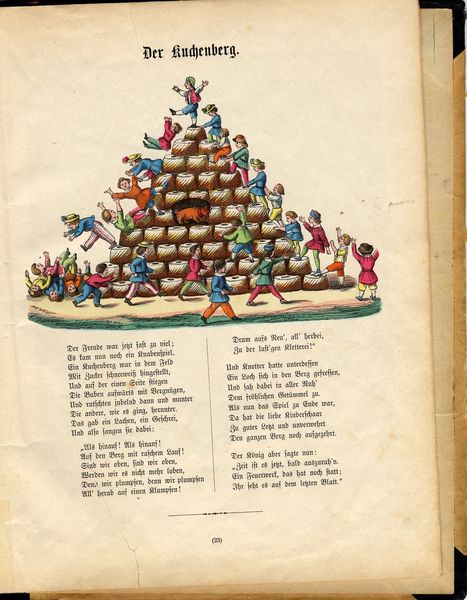 Der Kuchenberg.
Der Freude war jetzt fast zu viel;
Es kam nun noch ein Knabenspiel.
Ein Kuchenberg war in dem Feld
Mit Zucker schneeweiß hingestellt,
Und auf der einen Seite stiegen
Die Buben aufwärts mit Vergnügen,
Und rutschten jubelnd dann und munter
Die andre, wie es ging, herunter.
Das gab ein Lachen, ein Geschrei,
Und also sangen sie dabei:
„Als hinauf! Als hinauf!
Auf den Berg mit raschem Lauf!
Sind wir oben, sind wir oben,
Werden wir es nicht mehr loben,
Denn wir plumpsen, denn wir plumpsen
All' herab auf einen Klumpsen!
Drum aufs Neu', all' herbei,
Zu der lust'gen Kletterei!“
Und Knotter hatte unterdessen
Ein Loch sich in den Berg gefressen,
Und sah dabei in aller Ruh'
Dem fröhlichen Getümmel zu.
Als nun das Spiel zu Ende war,
Da hat die liebe Kinderschaar
Zu guter Letzt und unverwehrt
Den ganzen Berg noch aufgezehrt.
Der König aber sagte nun:
„Zeit ist es jetzt, bald auszuruh'n.
Ein Feuerwerk, das hat noch statt;
Ihr seht es auf dem letzten Blatt.“
(23)